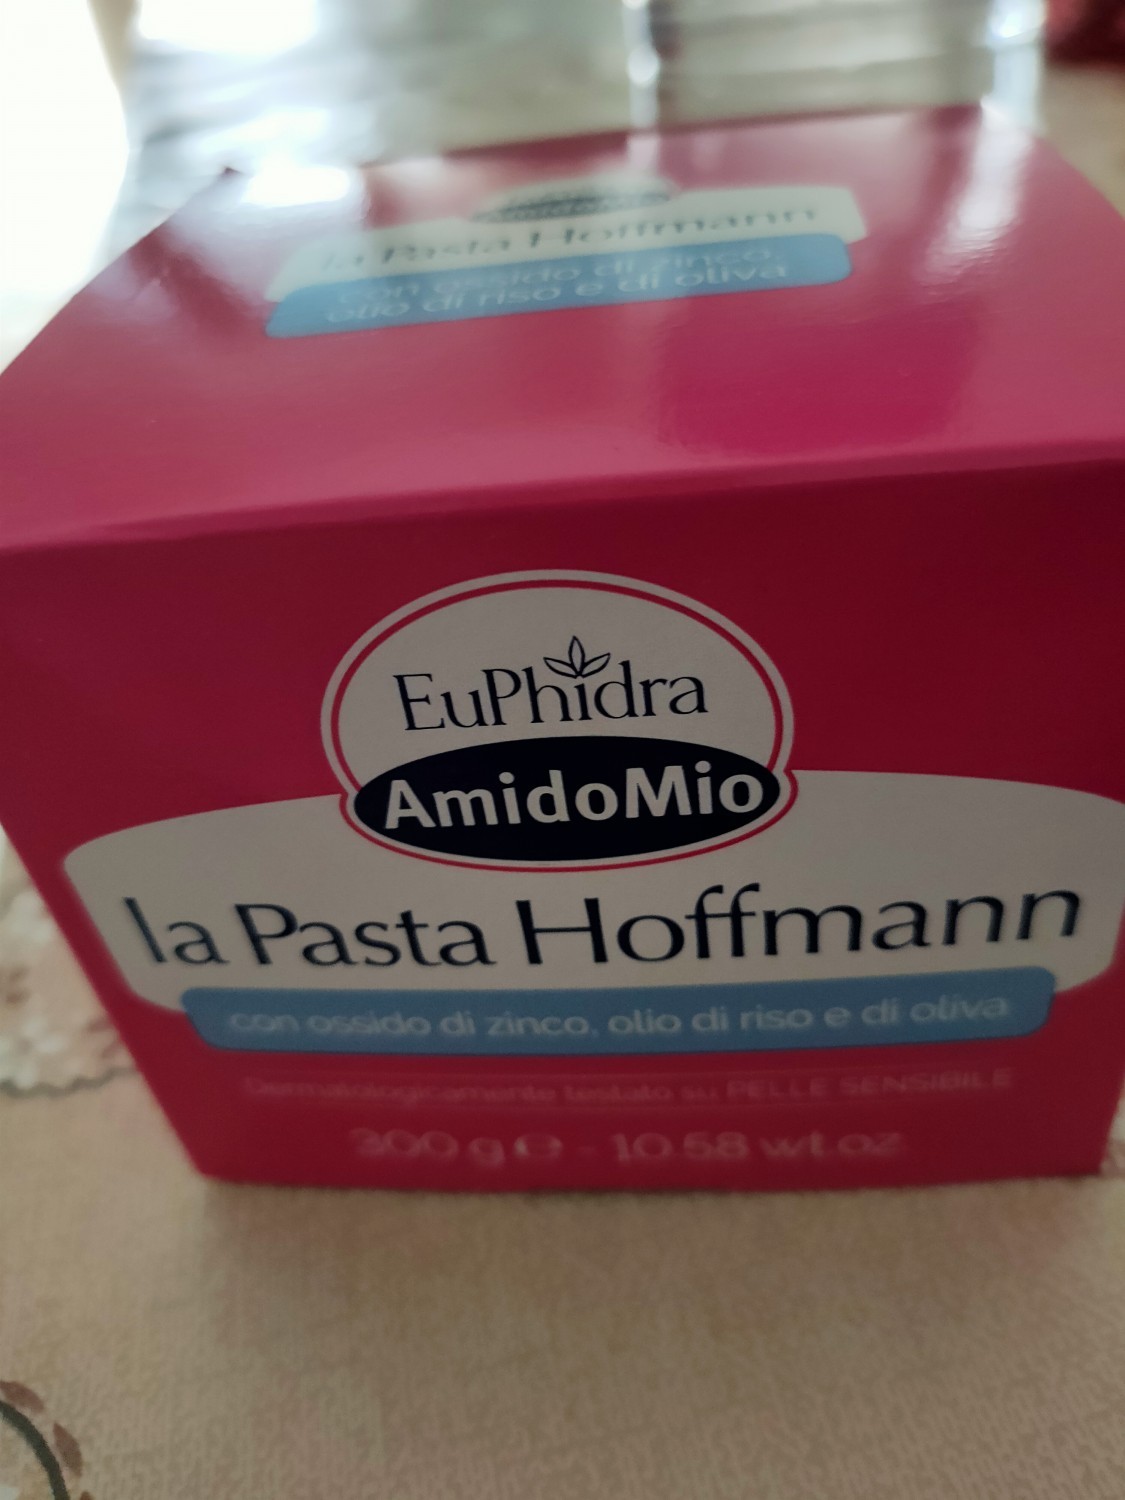 AmidoMio
la Pasta Hoffmann
con ossido di zinco,
olio di riso e di oliva
EuPhidra
AmidoMio
la Pasta Hoffmann
con ossido di zinco, olio di riso e di oliva
Dermatologicamente testato su PELLE SENSIBILE
300 g e - 10.58 wt.oz